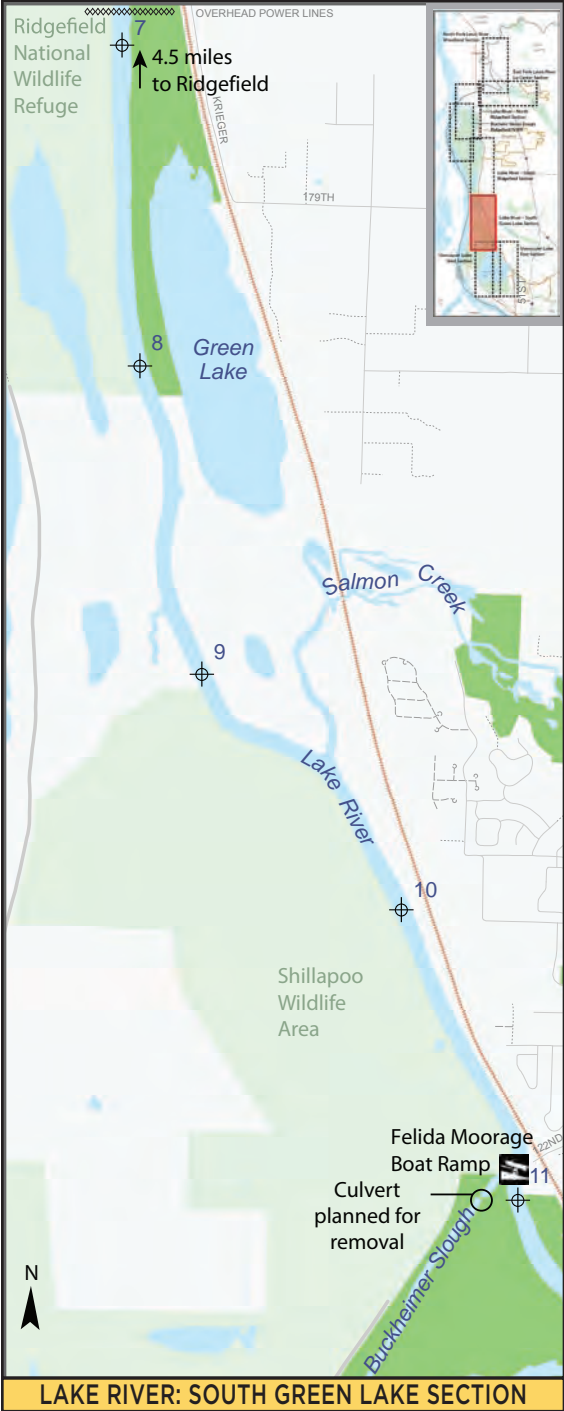 OVERHEAD POWER LINES
Ridgefield
National
Wildlife
Refuge
7
4.5 miles
to Ridgefield
KRIEGER
179TH
8
Green
Lake
Salmon Creek
9
Lake River
10
Shillapoo
Wildlife
Area
122ND
Felida Moorage
Boat Ramp
11
Culvert
planned for
removal
Buckheimer Slough
N
LAKE RIVER: SOUTH GREEN LAKE SECTION